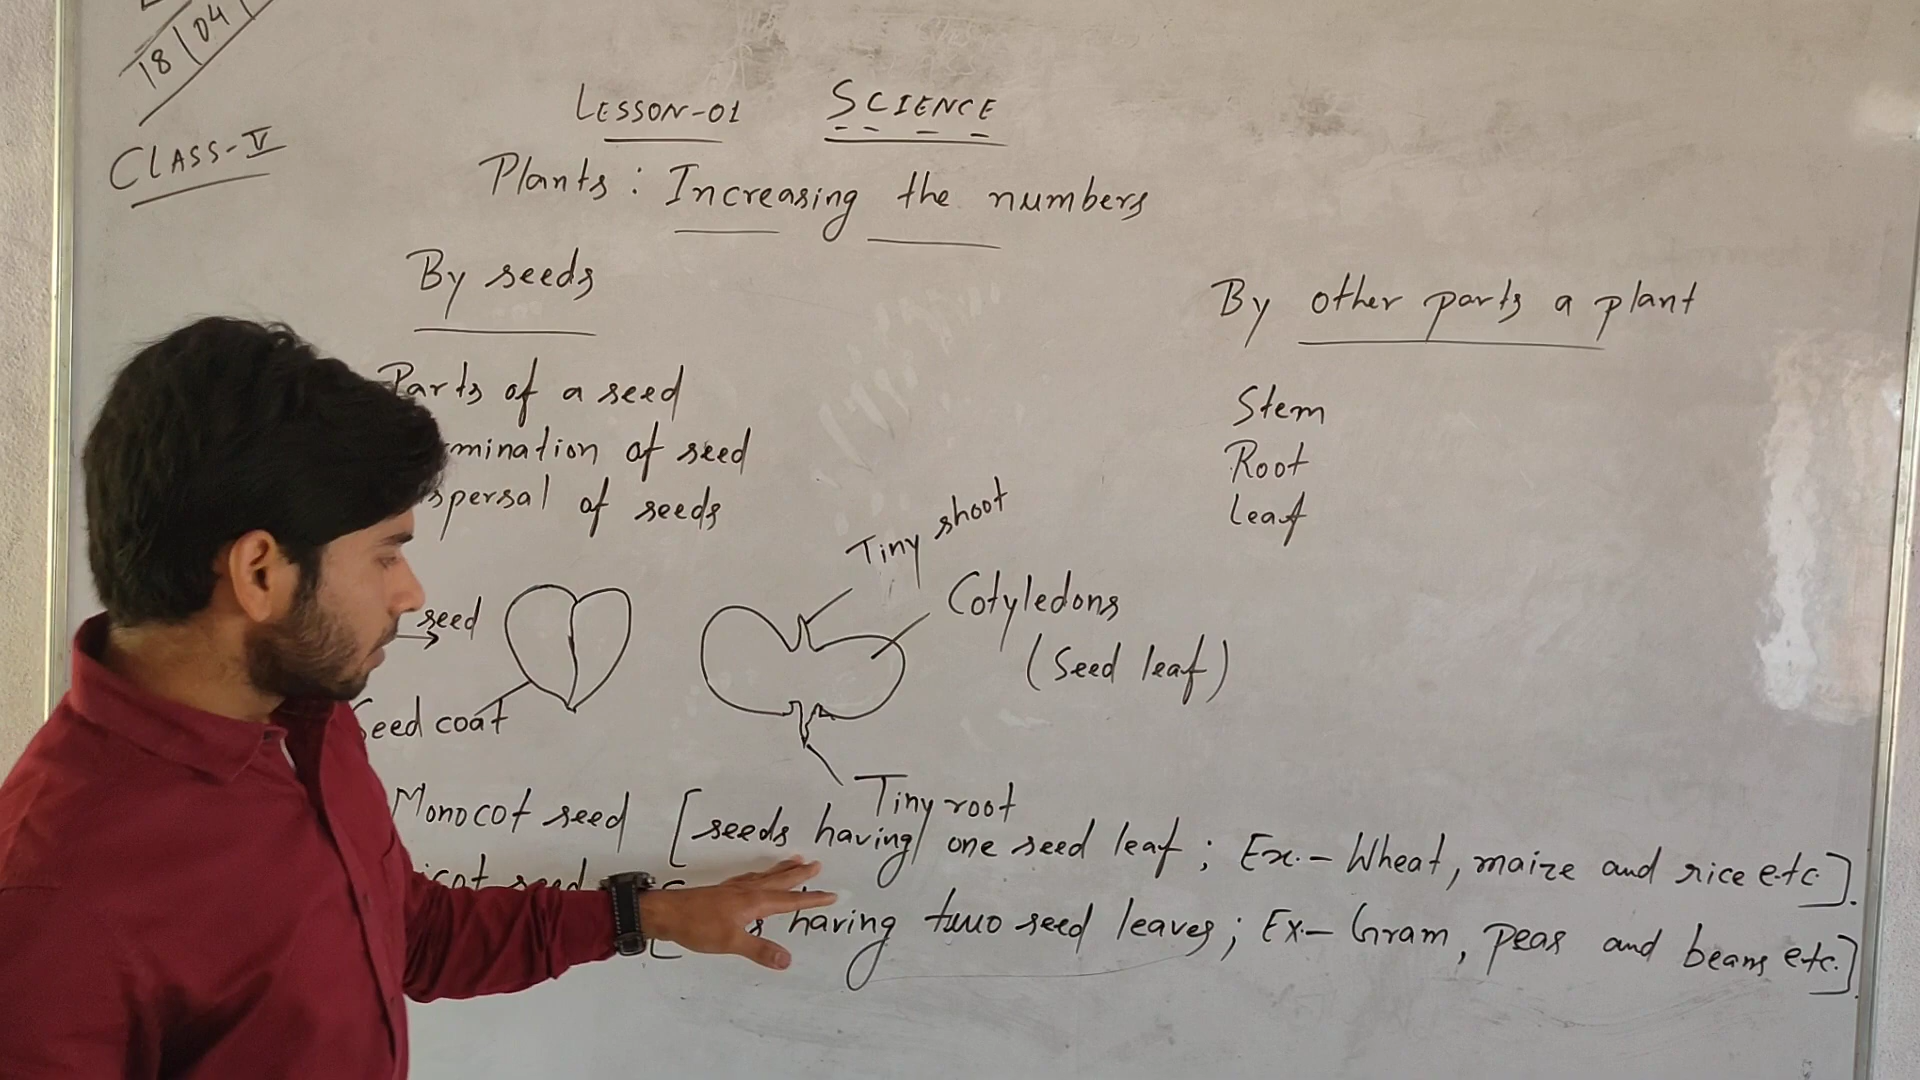 18/04/
CLASS-V
LESSON-01 SCIENCE
Plants: Increasing the numbers
By seeds
By other parts a plant
Parts of a seed
mination of seed
spersal of seeds
Stem
Root
Leaf
Tiny shoot
Cotyledons
(Seed leaf)
seed
Seed coat
Tiny root
Monocot seed [seeds having one seed leaf; Ex.- Wheat, maize and rice etc].
icot seed [ s having two seed leaves; Ex- Gram, peas and beans etc.]